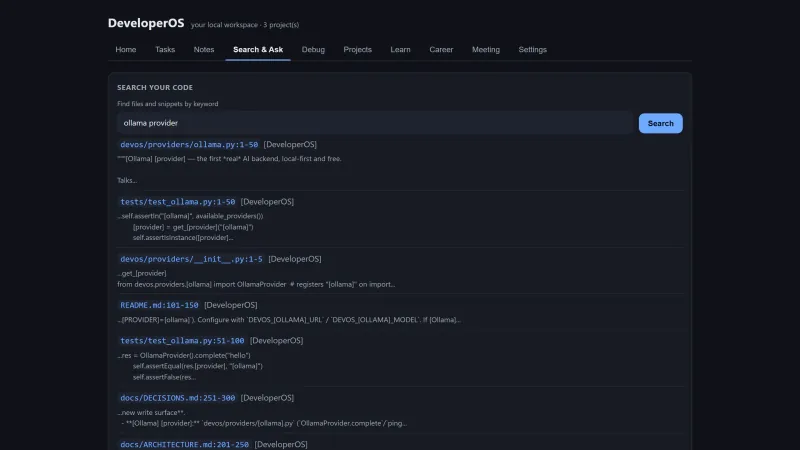 DeveloperOS your local workspace · 3 project(s)
Home Tasks Notes Search & Ask Debug Projects Learn Career Meeting Settings
SEARCH YOUR CODE
Find files and snippets by keyword
ollama provider Search
devos/providers/ollama.py:1-50 [DeveloperOS]
"""[Ollama] [provider] — the first *real* AI backend, local-first and free.
Talks...
tests/test_ollama.py:1-50 [DeveloperOS]
...self.assertIn("[ollama]", available_providers())
[provider] = get_[provider]("[ollama]")
self.assertIsInstance([provider]...
devos/providers/__init__.py:1-5 [DeveloperOS]
...get_[provider]
from devos.providers.[ollama] import OllamaProvider # registers "[ollama]" on import...
README.md:101-150 [DeveloperOS]
...[PROVIDER]=[ollama]`). Configure with `DEVOS_[OLLAMA]_URL` / `DEVOS_[OLLAMA]_MODEL`. If [Ollama]...
tests/test_ollama.py:51-100 [DeveloperOS]
...res = OllamaProvider().complete("hello")
self.assertEqual(res.[provider], "[ollama]")
self.assertFalse(res...
docs/DECISIONS.md:251-300 [DeveloperOS]
...new write surface**.
- **[Ollama] [provider]:** `devos/providers/[ollama].py` (`OllamaProvider.complete`/`ping...
docs/ARCHITECTURE.md:201-250 [DeveloperOS]